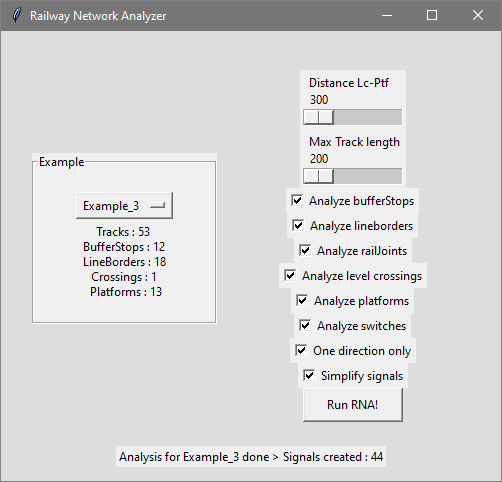 Railway Network Analyzer
Example
Example_3
Tracks : 53
BufferStops : 12
LineBorders : 18
Crossings : 1
Platforms : 13
Distance Lc-Ptf
300
Max Track length
200
Analyze bufferStops
Analyze lineborders
Analyze railJoints
Analyze level crossings
Analyze platforms
Analyze switches
One direction only
Simplify signals
Run RNA!
Analysis for Example_3 done > Signals created : 44